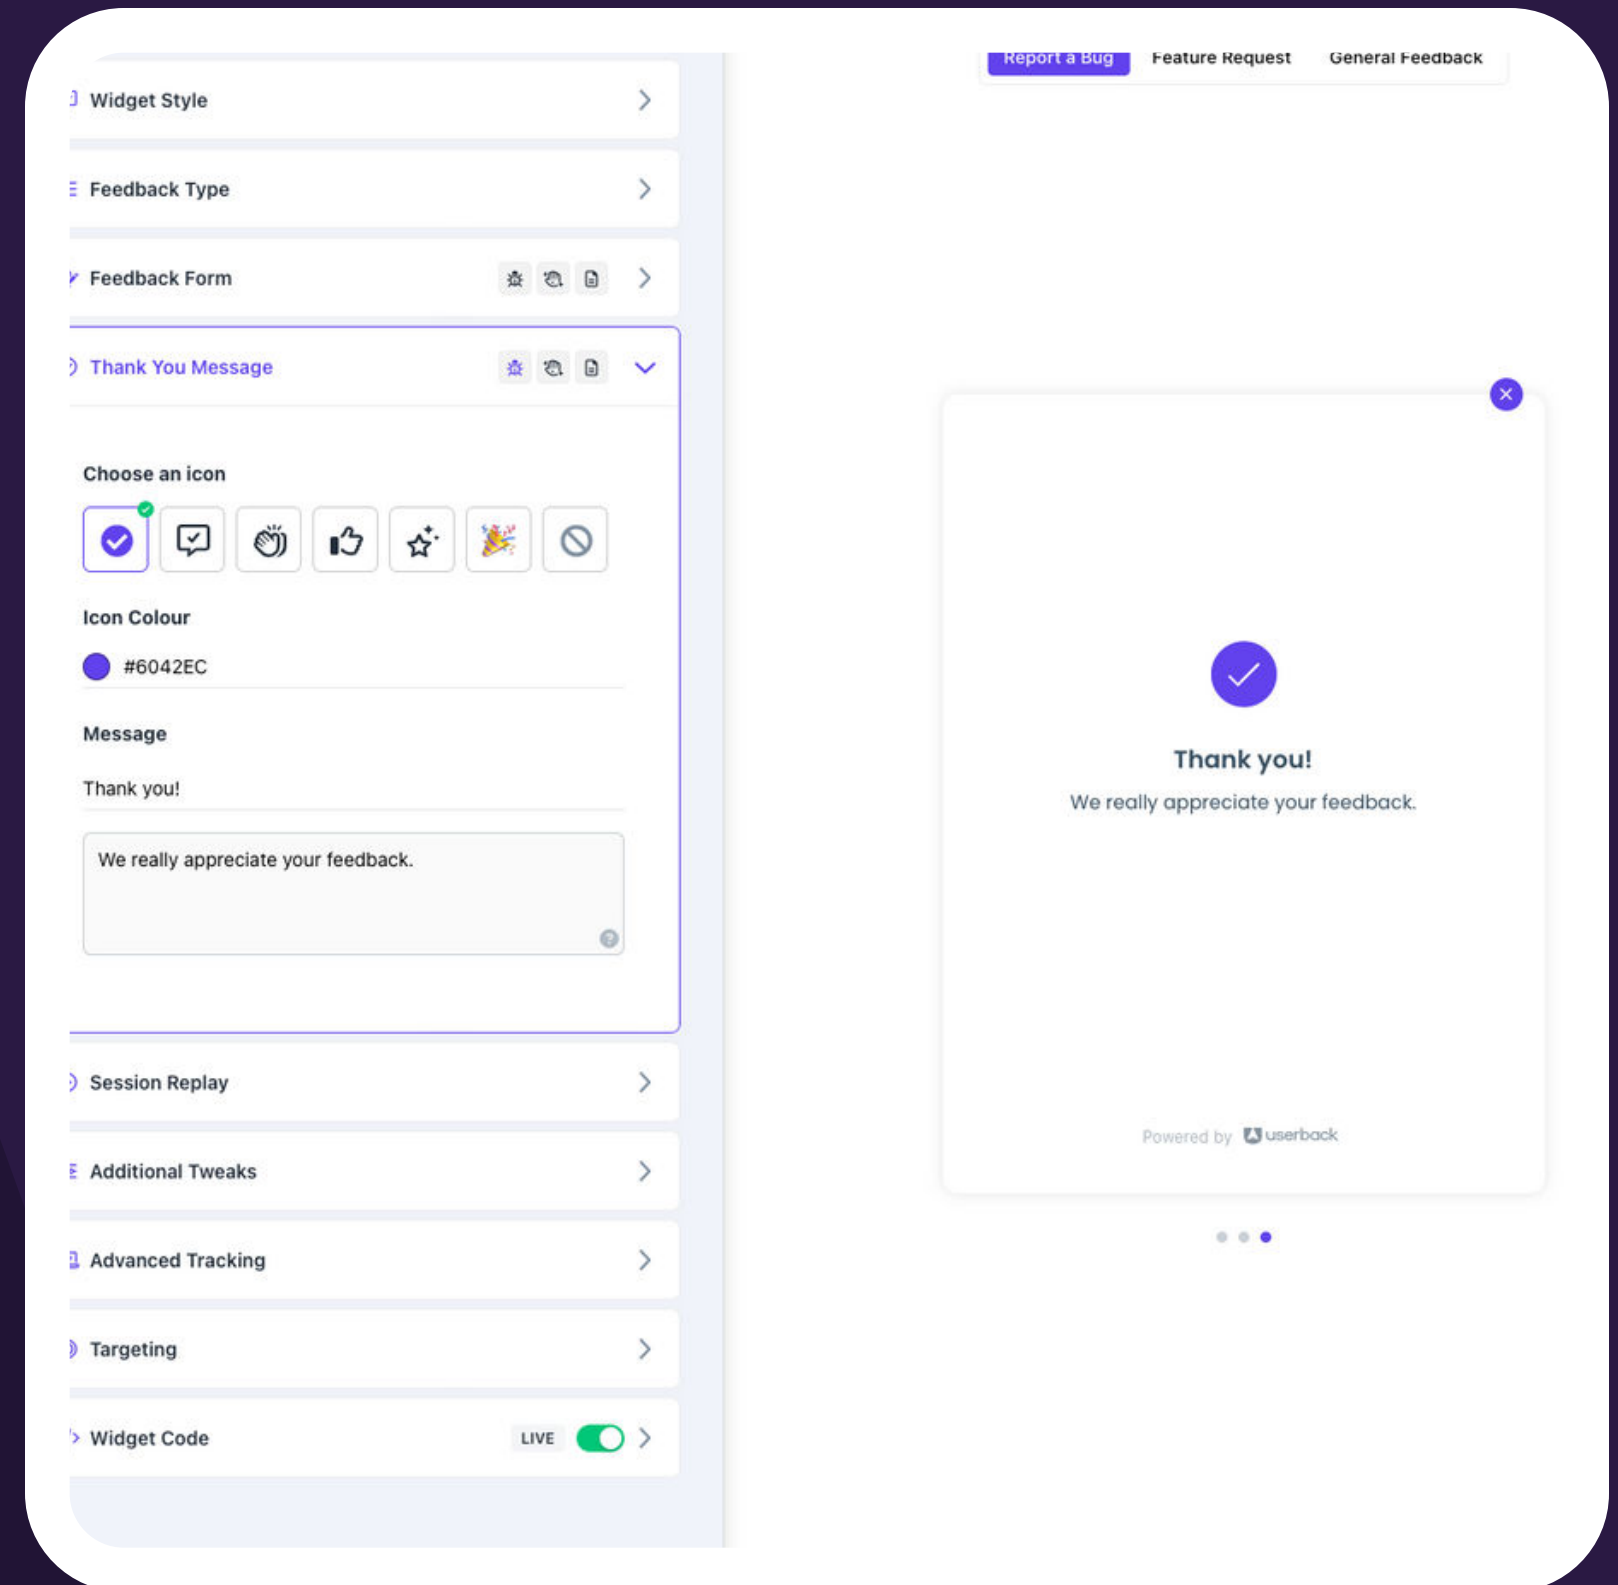 Widget Style
Feedback Type
Feedback Form
Thank You Message
Choose an icon
Icon Colour
#6042EC
Message
Thank you!
We really appreciate your feedback.
?
Session Replay
Additional Tweaks
Advanced Tracking
Targeting
Widget Code
LIVE
Report a Bug Feature Request General Feedback
Thank you!
We really appreciate your feedback.
Powered by userback